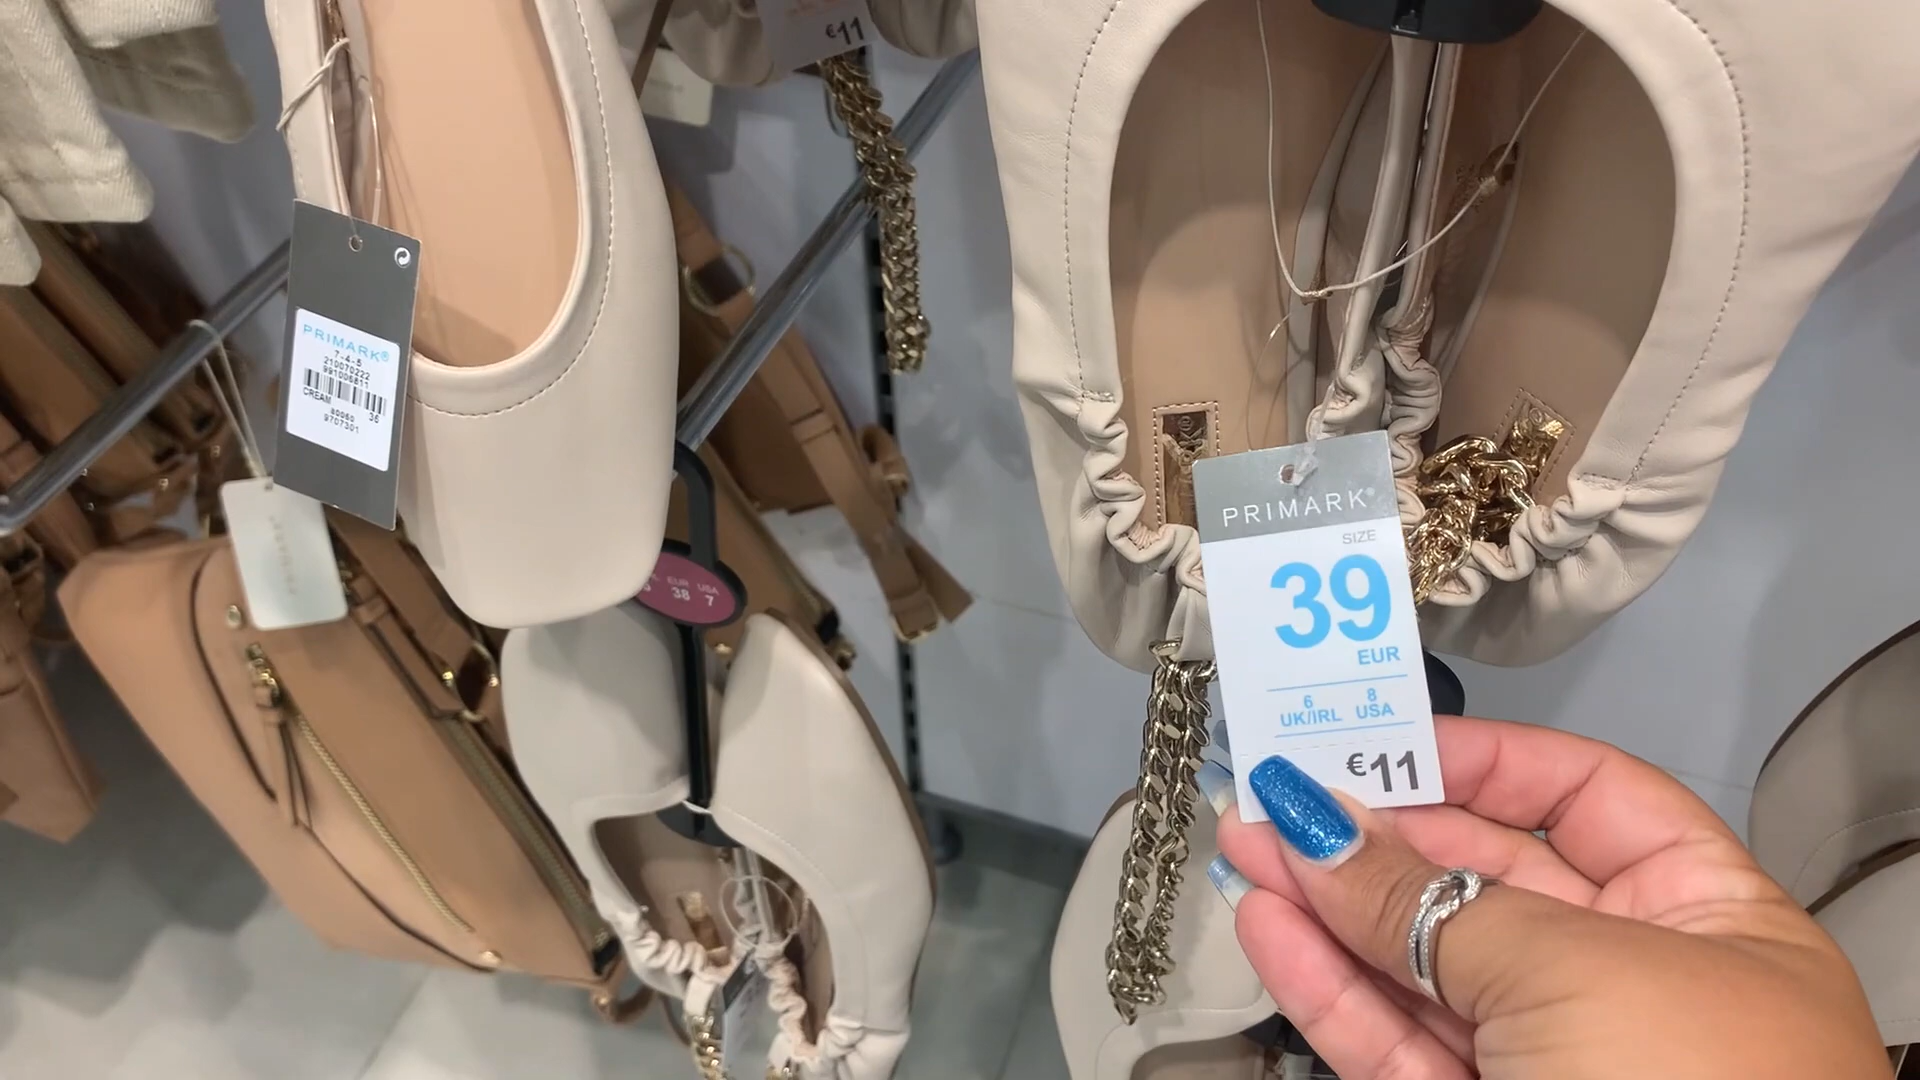 €11
PRIMARK®
7-4-5
210070222
991006811
CREAM 36
80060
9707301
EUR USA
38 7
PRIMARK®
SIZE
39
EUR
6 8
UK/IRL USA
€11